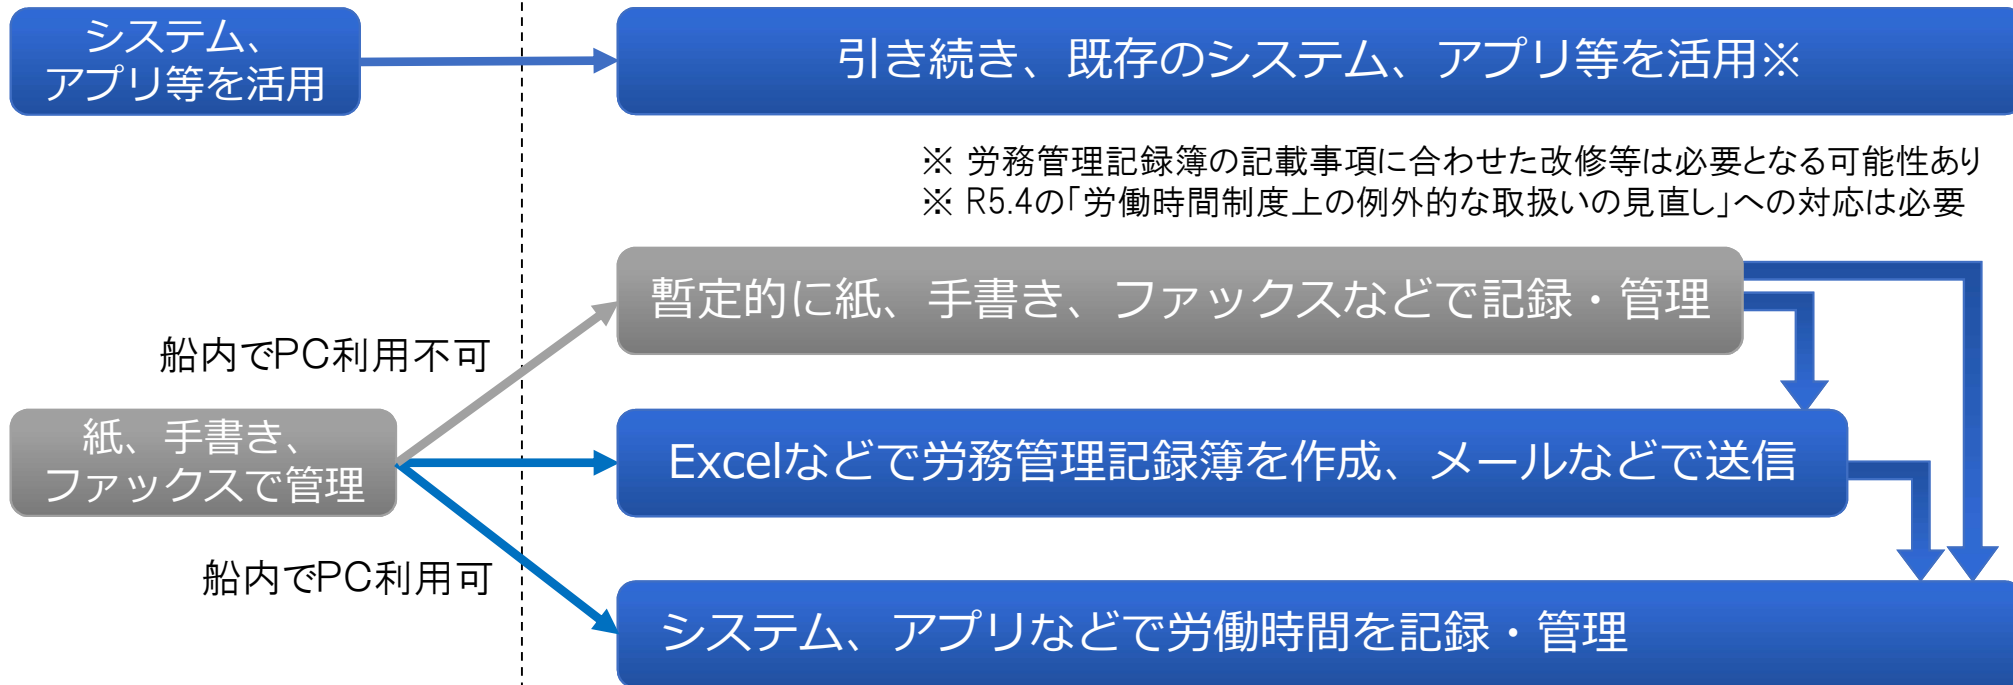 システム、
アプリ等を活用
引き続き、既存のシステム、アプリ等を活用※
※ 労務管理記録簿の記載事項に合わせた改修等は必要となる可能性あり
※ R5.4の「労働時間制度上の例外的な取扱いの見直し」への対応は必要
暫定的に紙、手書き、ファックスなどで記録・管理
船内でPC利用不可
紙、手書き、
ファックスで管理
Excelなどで労務管理記録簿を作成、メールなどで送信
船内でPC利用可
システム、アプリなどで労働時間を記録・管理